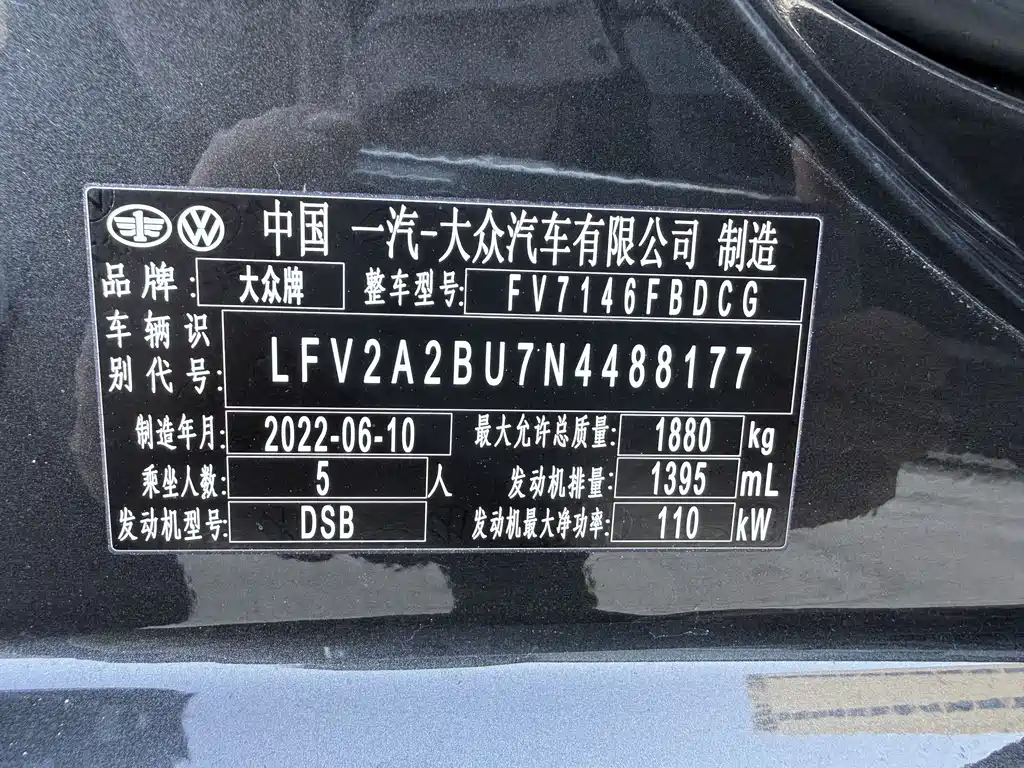 中国 一汽-大众汽车有限公司 制造
品牌: 大众牌 整车型号: FV7146FBDCG
车辆识别代号: LFV2A2BU7N4488177
制造年月: 2022-06-10 最大允许总质量: 1880 kg
乘坐人数: 5 人 发动机排量: 1395 mL
发动机型号: DSB 发动机最大净功率: 110 kW